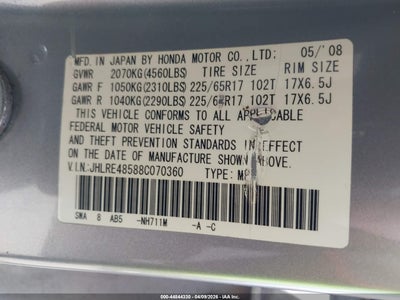 MFD. IN JAPAN BY HONDA MOTOR CO., LTD: 05/'08
GVWR 2070KG(4560LBS) TIRE SIZE RIM SIZE
GAWR F 1050KG(2310LBS) 225/65R17 102T 17X6.5J
GAWR R 1040KG(2290LBS) 225/6 R17 102T 17X6.5J
THIS VEHICLE CONFORMS TO ALL APPLICABLE
FEDERAL MOTOR VEHICLE SAFETY
AND THEFT PREVENTION STANDARDS IN EFFECT
ON THE DATE OF MANUFACTURE SHOWN ABOVE.
V.I.N: JHLRE48588C070360 TYPE: MP
SWA 8 AB5 -NH711M -A -C
000-44844330 - 04/09/2026 - IAA Inc.